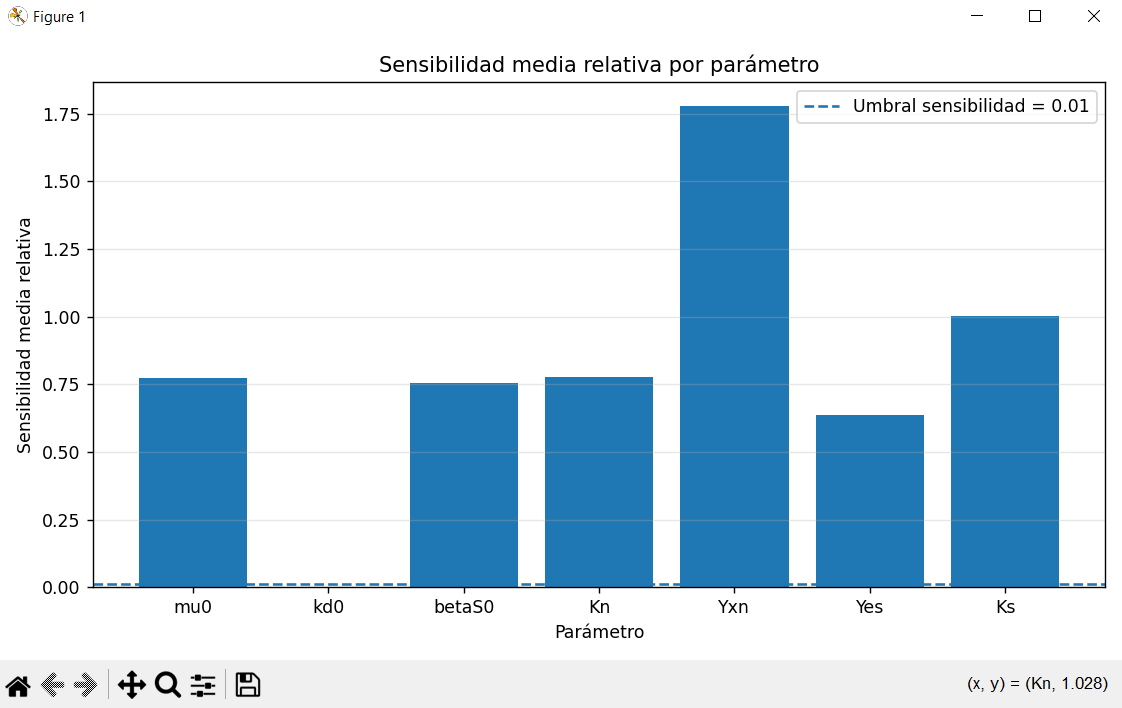 Figure 1
Sensibilidad media relativa por parámetro
Umbral sensibilidad = 0.01
Sensibilidad media relativa
1.75
1.50
1.25
1.00
0.75
0.50
0.25
0.00
mu0 kd0 betaS0 Kn Yxn Yes Ks
Parámetro
(x, y) = (Kn, 1.028)